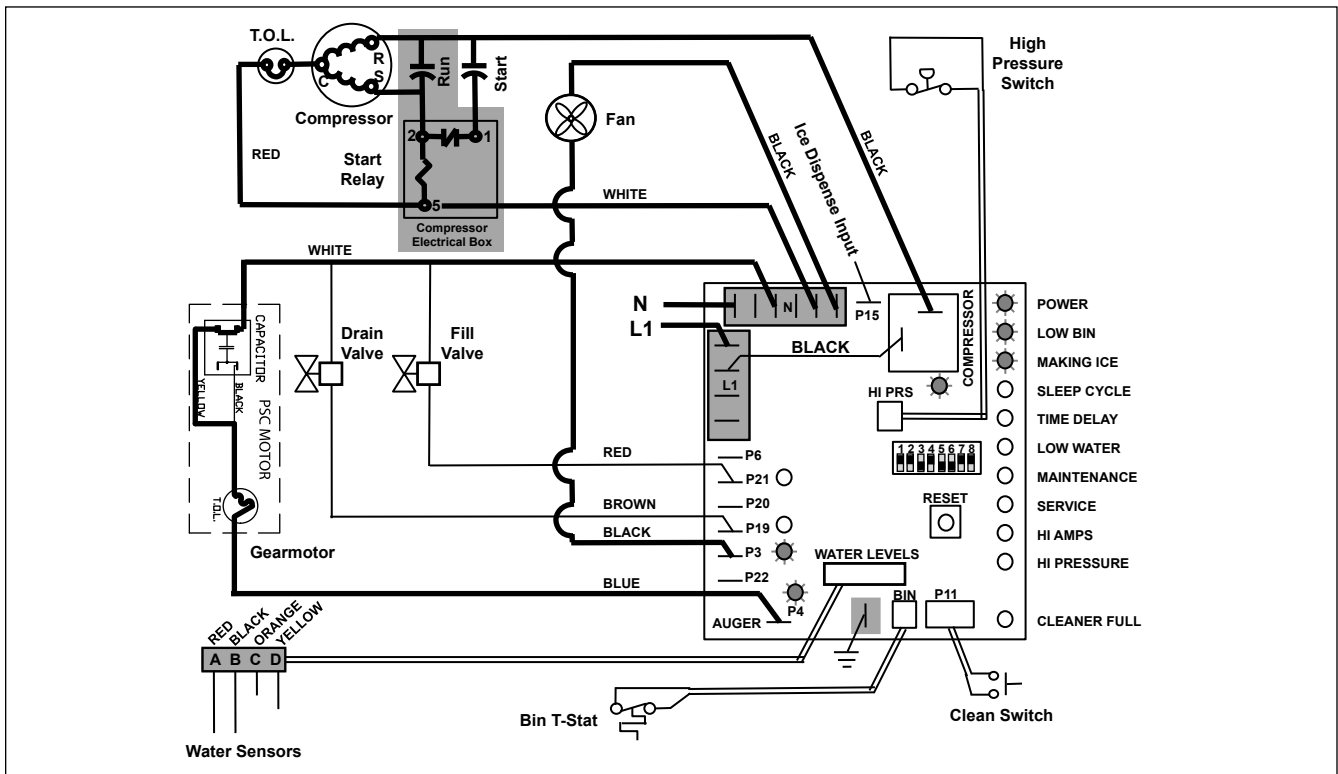 T.O.L.
R
S
C
Compressor
Run
Start
2
1
5
Start
Relay
Compressor
Electrical Box
RED
WHITE
WHITE
Fan
BLACK
Ice Dispense Input
BLACK
High
Pressure
Switch
CAPACITOR
YELLOW
BLACK
PSC MOTOR
T.O.L.
Gearmotor
Drain
Valve
Fill
Valve
N
L1
N
L1
BLACK
P15
COMPRESSOR
HI PRS
1 2 3 4 5 6 7 8
RESET
POWER
LOW BIN
MAKING ICE
SLEEP CYCLE
TIME DELAY
LOW WATER
MAINTENANCE
SERVICE
HI AMPS
HI PRESSURE
CLEANER FULL
P6
RED
P21
P20
BROWN
P19
BLACK
P3
P22
BLUE
P4
AUGER
WATER LEVELS
BIN
P11
RED
BLACK
ORANGE
YELLOW
A B C D
Water Sensors
Bin T-Stat
Clean Switch